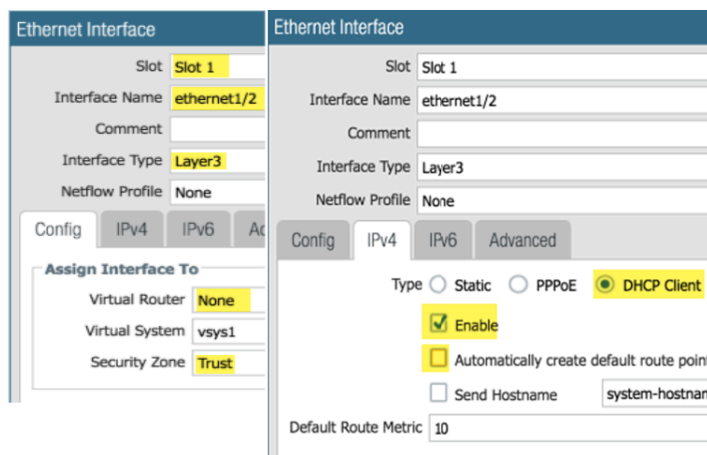 Ethernet Interface
Slot Slot 1
Interface Name ethernet1/2
Comment
Interface Type Layer3
Netflow Profile None
Config IPv4 IPv6
Assign Interface To
Virtual Router None
Virtual System vsys1
Security Zone Trust
Ethernet Interface
Slot Slot 1
Interface Name ethernet1/2
Comment
Interface Type Layer3
Netflow Profile None
Config IPv4 IPv6 Advanced
Type Static PPPoE DHCP Client
Enable
Automatically create default route poin
Send Hostname system-hostnan
Default Route Metric 10